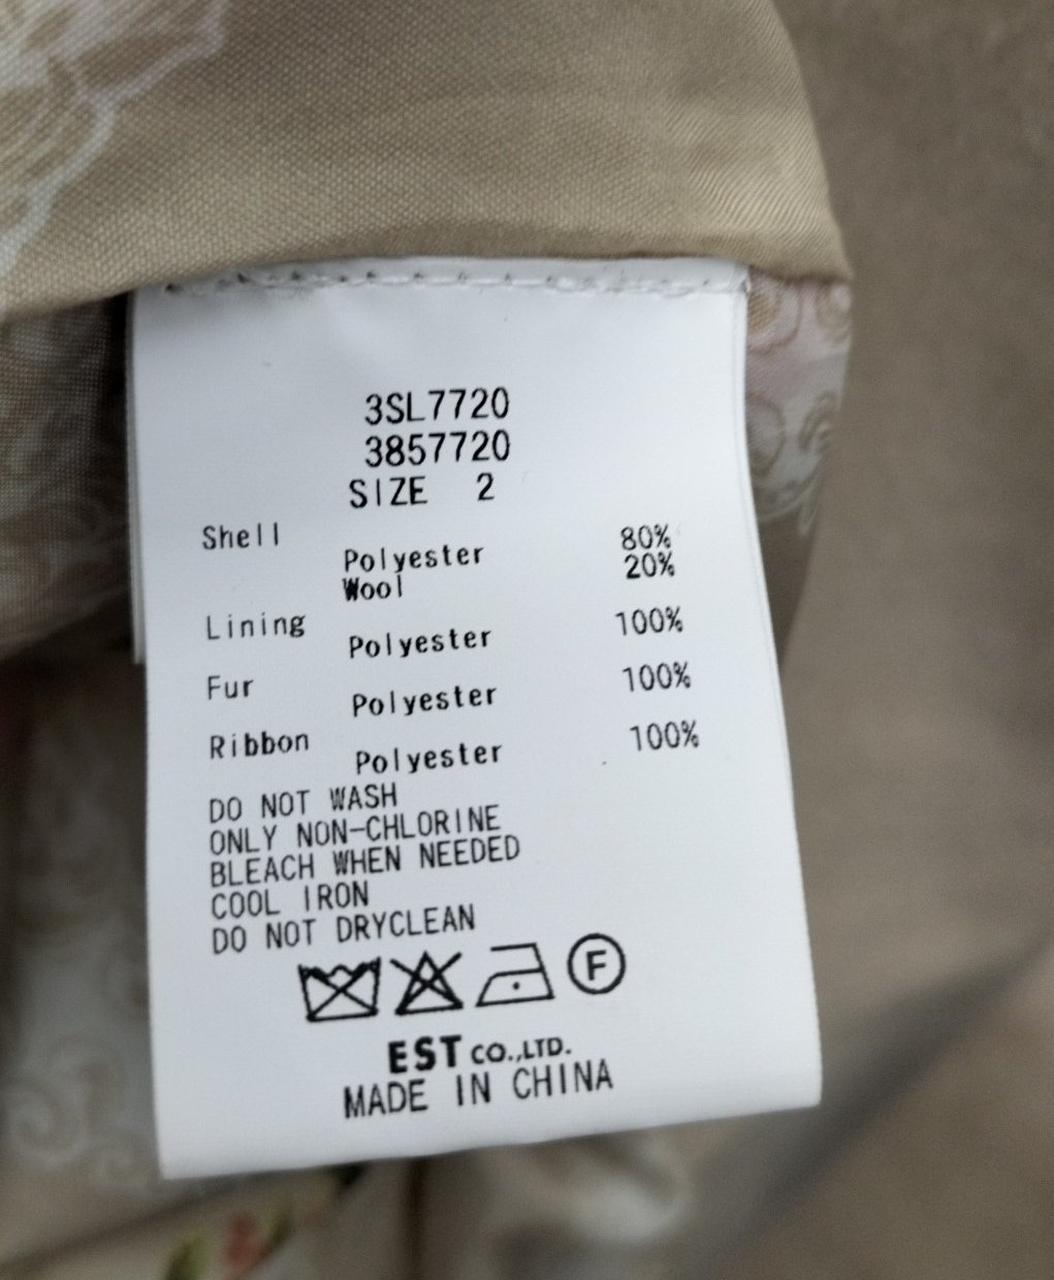 3SL7720
3857720
SIZE 2
Shell
Polyester 80%
Wool 20%
Lining
Polyester 100%
Fur
Polyester 100%
Ribbon
Polyester 100%
DO NOT WASH
ONLY NON-CHLORINE
BLEACH WHEN NEEDED
COOL IRON
DO NOT DRYCLEAN
F
EST CO.,LTD.
MADE IN CHINA